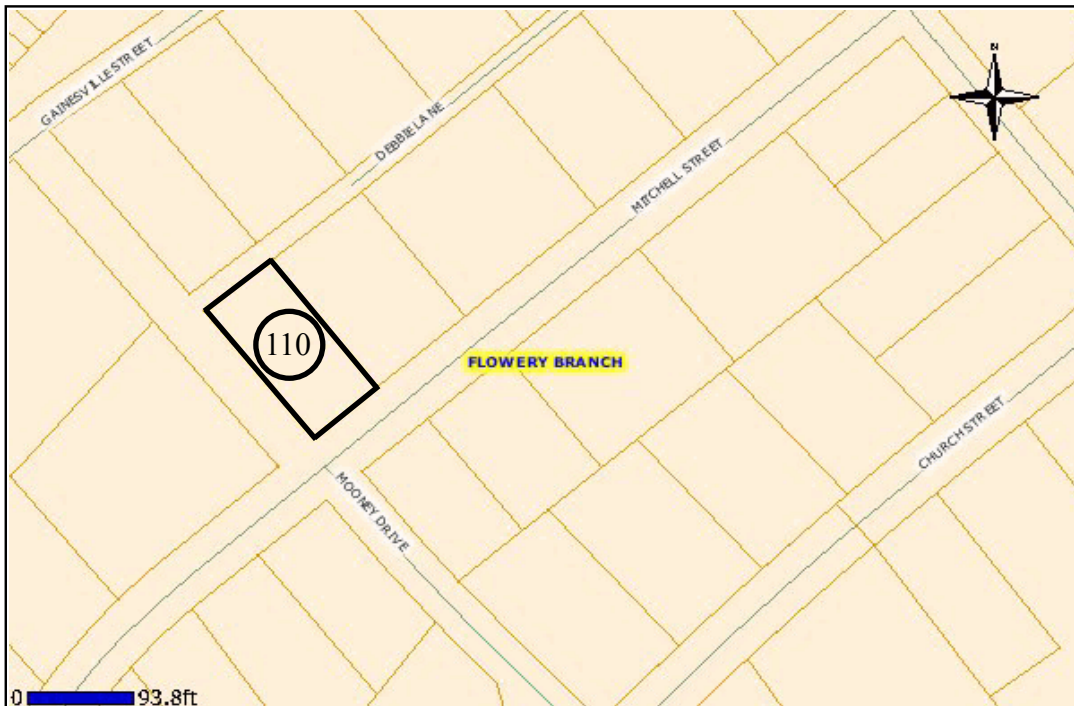 GAINESVILLE STREET
N
DEBBIE LANE
MITCHELL STREET
110
FLOWERY BRANCH
CHURCH STREET
MOONEY DRIVE
0 93.8ft